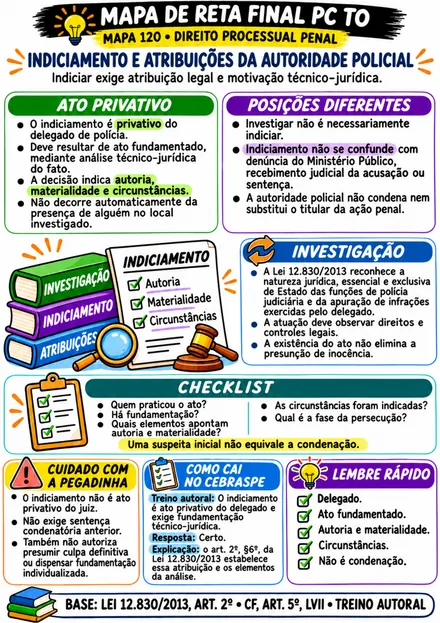 MAPA DE RETA FINAL PC TO
MAPA 120 • DIREITO PROCESSUAL PENAL
INDICIAMENTO E ATRIBUIÇÕES DA AUTORIDADE POLICIAL
Indiciar exige atribuição legal e motivação técnico-jurídica.
ATO PRIVATIVO
• O indiciamento é privativo do
delegado de polícia.
• Deve resultar de ato fundamentado,
mediante análise técnico-jurídica
do fato.
• A decisão indica autoria,
materialidade e circunstâncias.
• Não decorre automaticamente da
presença de alguém no local
investigado.
POSIÇÕES DIFERENTES
• Investigar não é necessariamente
indiciar.
• Indiciamento não se confunde com
denúncia do Ministério Público,
recebimento judicial da acusação ou
sentença.
• A autoridade policial não condena nem
substitui o titular da ação penal.
INVESTIGAÇÃO
INDICIAMENTO
ATRIBUIÇÕES
INDICIAMENTO
Autoria
Materialidade
Circunstâncias
INVESTIGAÇÃO
• A Lei 12.830/2013 reconhece a
natureza jurídica, essencial e exclusiva
de Estado das funções de polícia
judiciária e da apuração de infrações
exercidas pelo delegado.
• A atuação deve observar direitos e
controles legais.
• A existência do ato não elimina a
presunção de inocência.
CHECKLIST
• Quem praticou o ato?
• Há fundamentação?
• Quais elementos apontam
autoria e materialidade?
• As circunstâncias foram indicadas?
• Qual é a fase da persecução?
Uma suspeita inicial não equivale a condenação.
CUIDADO COM
A PEGADINHA
• O indiciamento não é ato
privativo do juiz.
• Não exige sentença
condenatória anterior.
• Também não autoriza
presumir culpa definitiva
ou dispensar fundamentação
individualizada.
COMO CAI
NO CEBRASPE
Treino autoral: O indiciamento
é ato privativo do delegado e
exige fundamentação
técnico-jurídica.
Resposta: Certo.
Explicação: o art. 2º, §6º, da
Lei 12.830/2013 estabelece
essa atribuição e os elementos
da análise.
LEMBRE RÁPIDO
Delegado.
Ato fundamentado.
Autoria e materialidade.
Circunstâncias.
Não é condenação.
BASE: LEI 12.830/2013, ART. 2º • CF, ART. 5º, LVII • TREINO AUTORAL